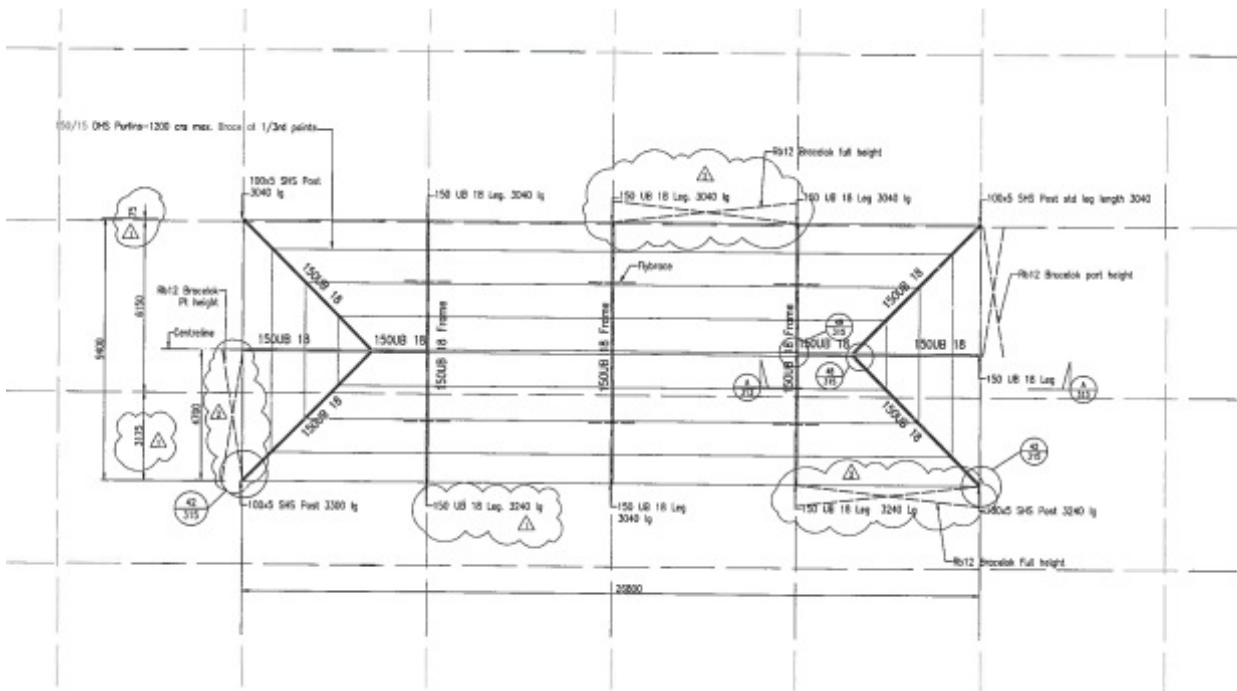 150/15 DHS Purlins-1200 crs max. Brace at 1/3rd points
Rb12 Bracelok full height
100x5 SHS Post
3040 lg
150 UB 18 Leg. 3040 lg
150 UB 18 Leg. 3040 lg
150 UB 18 Leg 3040 lg
100x5 SHS Post std leg length 3040
Flybrace
Rb12 Bracelok part height
Rb12 Bracelok
Pt height
Centreline
150UB 18
150UB 18
150UB 18
150UB 18
150UB 18
150UB 18
150UB 18
150UB 18
150UB 18 Frame
150UB 18 Frame
150UB 18 Frame
150 UB 18 Leg
9400
6150
4700
3175
A
313
A
313
42
315
42
315
100x5 SHS Post 3300 lg
150 UB 18 Leg. 3240 lg
150 UB 18 Leg
3040 lg
150 UB 18 Leg 3240 Lg
100x5 SHS Post 3240 lg
Rb12 Bracelok Full height